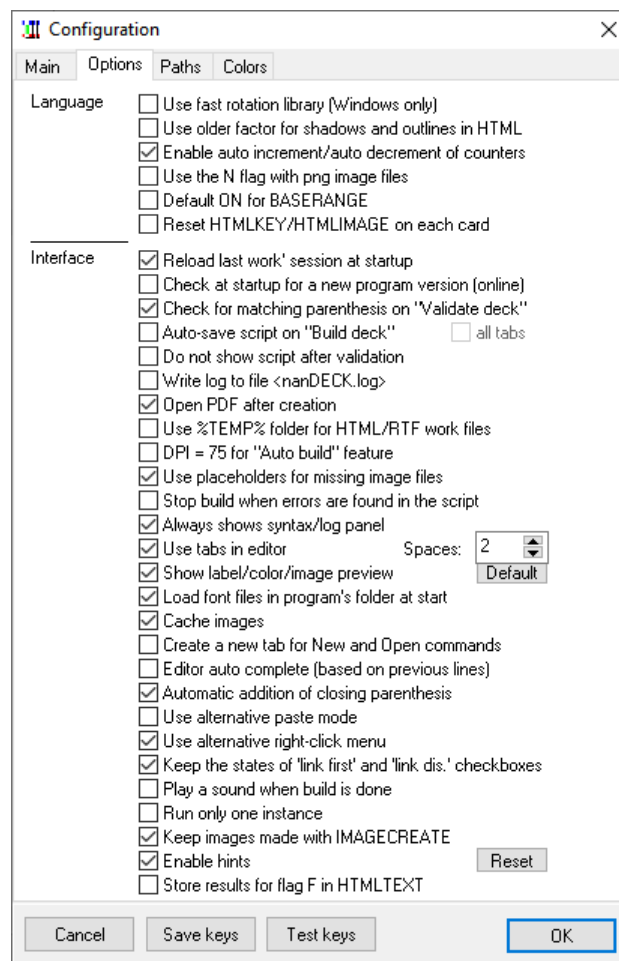 Configuration
Main Options Paths Colors
Language
Use fast rotation library (Windows only)
Use older factor for shadows and outlines in HTML
Enable auto increment/auto decrement of counters
Use the N flag with png image files
Default ON for BASERANGE
Reset HTMLKEY/HTMLIMAGE on each card
Interface
Reload last work' session at startup
Check at startup for a new program version (online)
Check for matching parenthesis on "Validate deck"
Auto-save script on "Build deck" all tabs
Do not show script after validation
Write log to file <nanDECK.log>
Open PDF after creation
Use %TEMP% folder for HTML/RTF work files
DPI = 75 for "Auto build" feature
Use placeholders for missing image files
Stop build when errors are found in the script
Always shows syntax/log panel
Use tabs in editor Spaces: 2
Show label/color/image preview Default
Load font files in program's folder at start
Cache images
Create a new tab for New and Open commands
Editor auto complete (based on previous lines)
Automatic addition of closing parenthesis
Use alternative paste mode
Use alternative right-click menu
Keep the states of 'link first' and 'link dis.' checkboxes
Play a sound when build is done
Run only one instance
Keep images made with IMAGECREATE
Enable hints Reset
Store results for flag F in HTMLTEXT
Cancel Save keys Test keys OK